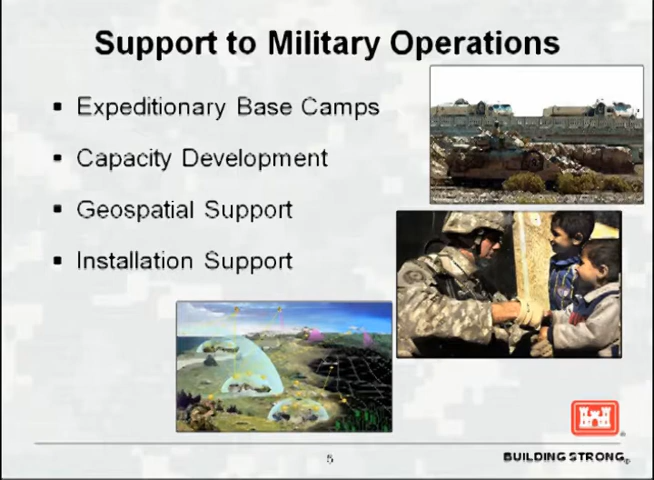 Support to Military Operations
▪ Expeditionary Base Camps
▪ Capacity Development
▪ Geospatial Support
▪ Installation Support
5
BUILDING STRONG®